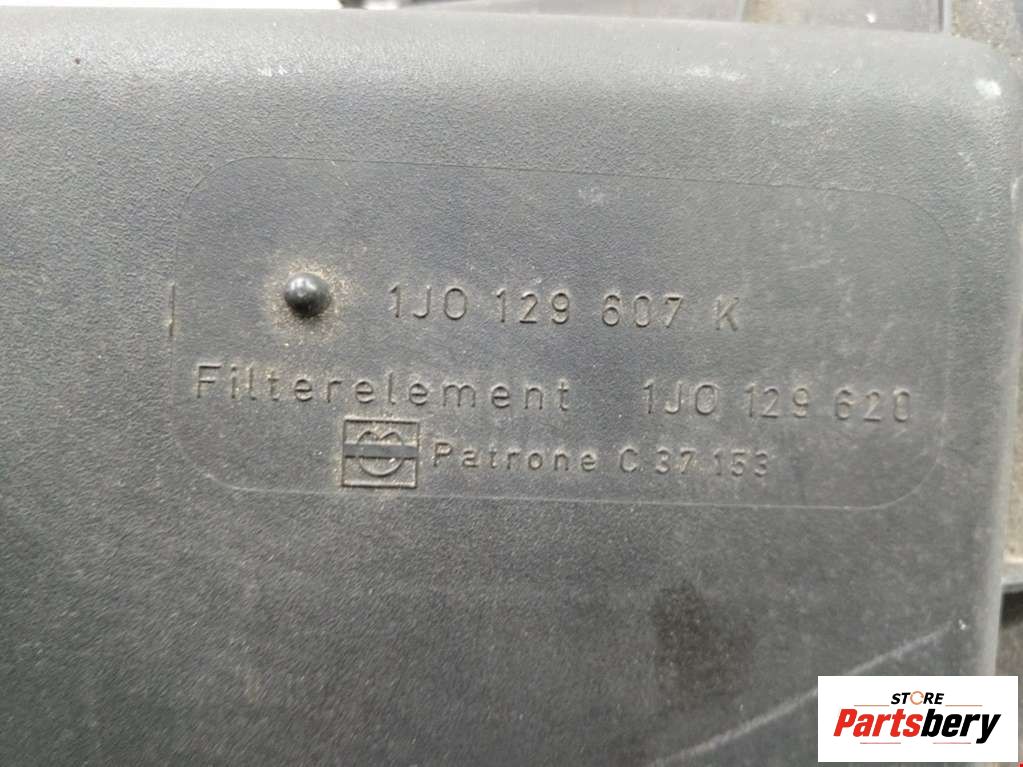 1J0 129 607 K
Filterelement 1J0 129 620
Patrone C 37 153
STORE
Partsbery